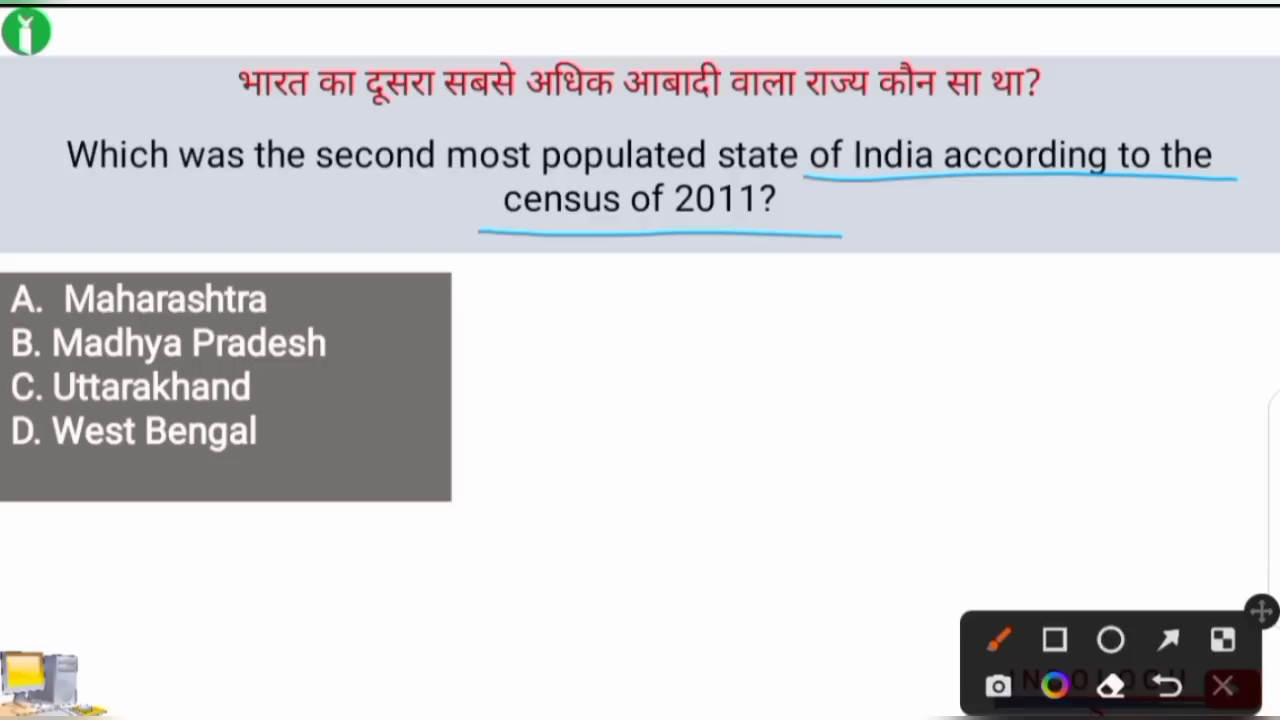 भारत का दूसरा सबसे अधिक आबादी वाला राज्य कौन सा था?
Which was the second most populated state of India according to the
census of 2011?
A. Maharashtra
B. Madhya Pradesh
C. Uttarakhand
D. West Bengal